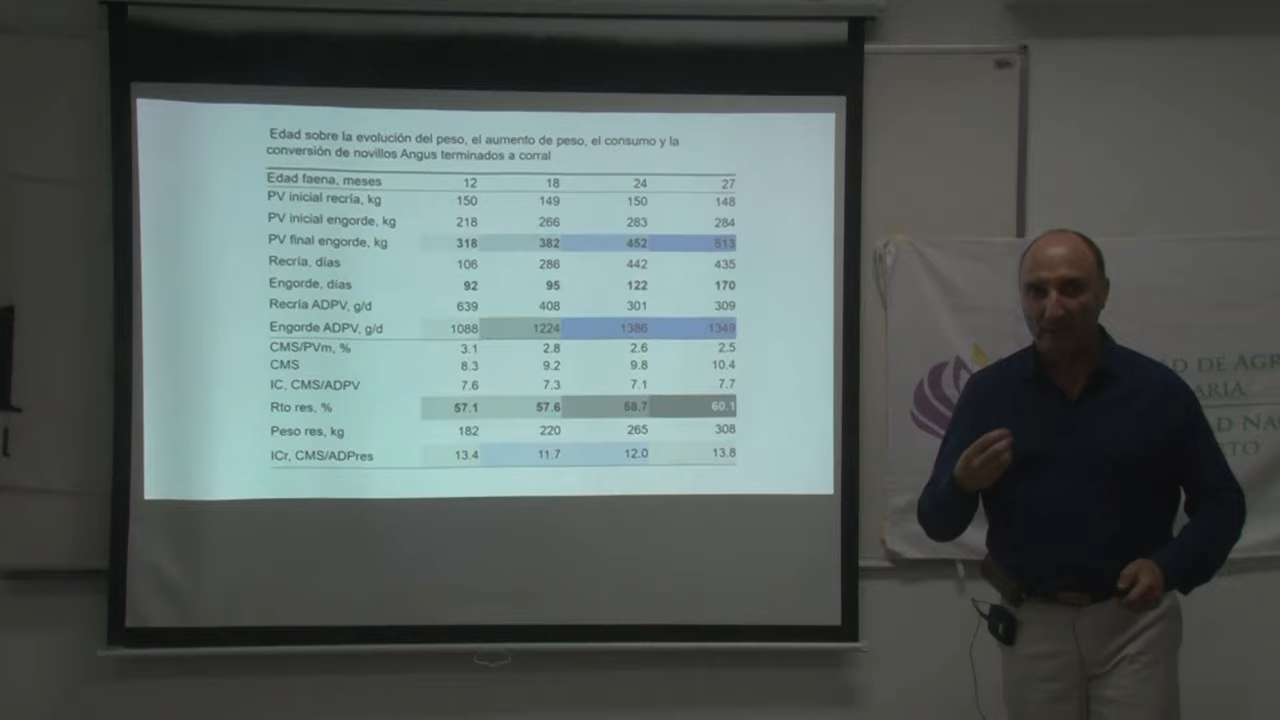 Edad sobre la evolución del peso, el aumento de peso, el consumo y la
conversión de novillos Angus terminados a corral
Edad faena, meses 12 18 24 27
PV inicial recría, kg 150 149 150 148
PV inicial engorde, kg 218 266 283 284
PV final engorde, kg 318 382 452 513
Recría, días 106 286 442 435
Engorde, días 92 95 122 170
Recría ADPV, g/d 639 408 301 309
Engorde ADPV, g/d 1088 1224 1386 1349
CMS/PVm, % 3.1 2.8 2.6 2.5
CMS 8.3 9.2 9.8 10.4
IC, CMS/ADPV 7.6 7.3 7.1 7.7
Rto res, % 57.1 57.6 58.7 60.1
Peso res, kg 182 220 265 308
ICr, CMS/ADPres 13.4 11.7 12.0 13.8
D DE AGR
ARIA
D NA
TO